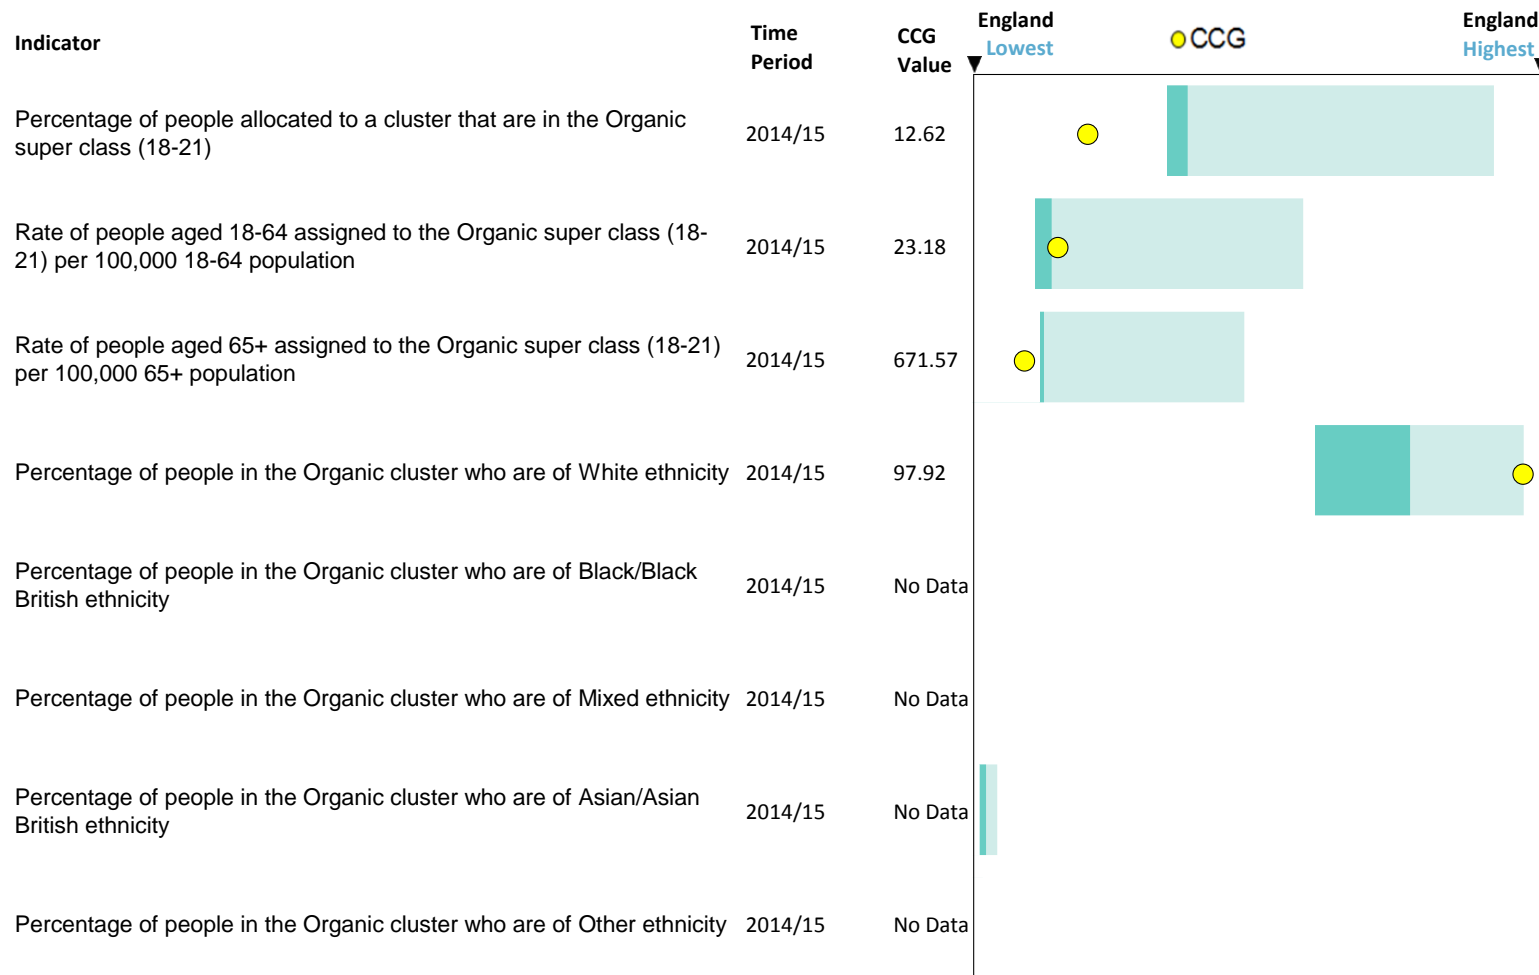 Indicator
Time
Period
CCG
Value
England
Lowest
CCG
England
Highest
Percentage of people allocated to a cluster that are in the Organic
super class (18-21)
2014/15
12.62
Rate of people aged 18-64 assigned to the Organic super class (18-
21) per 100,000 18-64 population
2014/15
23.18
Rate of people aged 65+ assigned to the Organic super class (18-21)
per 100,000 65+ population
2014/15
671.57
Percentage of people in the Organic cluster who are of White ethnicity
2014/15
97.92
Percentage of people in the Organic cluster who are of Black/Black
British ethnicity
2014/15
No Data
Percentage of people in the Organic cluster who are of Mixed ethnicity
2014/15
No Data
Percentage of people in the Organic cluster who are of Asian/Asian
British ethnicity
2014/15
No Data
Percentage of people in the Organic cluster who are of Other ethnicity
2014/15
No Data